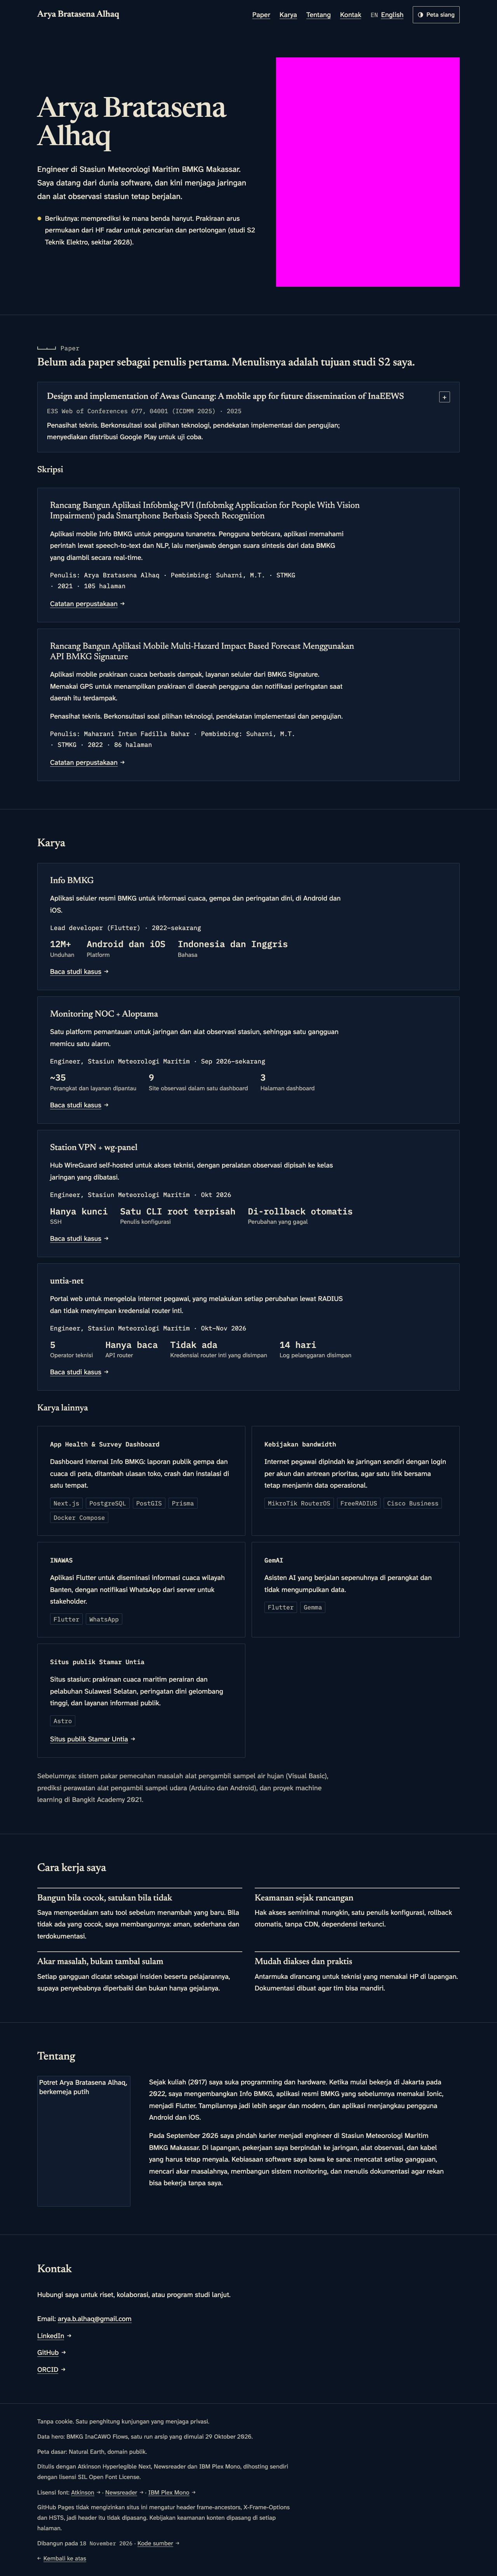 Arya Bratasena Alhaq
Paper Karya Tentang Kontak EN English Peta siang
Arya Bratasena
Alhaq
Engineer di Stasiun Meteorologi Maritim BMKG Makassar.
Saya datang dari dunia software, dan kini menjaga jaringan
dan alat observasi stasiun tetap berjalan.
Berikutnya: memprediksi ke mana benda hanyut. Prakiraan arus
permukaan dari HF radar untuk pencarian dan pertolongan (studi S2
Teknik Elektro, sekitar 2028).
Paper
Belum ada paper sebagai penulis pertama. Menulisnya adalah tujuan studi S2 saya.
Design and implementation of Awas Guncang: A mobile app for future dissemination of InaEEWS
+
E3S Web of Conferences 677, 04001 (ICDMM 2025) · 2025
Penasihat teknis. Berkonsultasi soal pilihan teknologi, pendekatan implementasi dan pengujian;
menyediakan distribusi Google Play untuk uji coba.
Skripsi
Rancang Bangun Aplikasi Infobmkg-PVI (Infobmkg Application for People With Vision
Impairment) pada Smartphone Berbasis Speech Recognition
Aplikasi mobile Info BMKG untuk pengguna tunanetra. Pengguna berbicara, aplikasi memahami
perintah lewat speech-to-text dan NLP, lalu menjawab dengan suara sintesis dari data BMKG
yang diambil secara real-time.
Penulis: Arya Bratasena Alhaq · Pembimbing: Suharni, M.T. · STMKG
· 2021 · 105 halaman
Catatan perpustakaan →
Rancang Bangun Aplikasi Mobile Multi-Hazard Impact Based Forecast Menggunakan
API BMKG Signature
Aplikasi mobile prakiraan cuaca berbasis dampak, layanan seluler dari BMKG Signature.
Memakai GPS untuk menampilkan prakiraan di daerah pengguna dan notifikasi peringatan saat
daerah itu terdampak.
Penasihat teknis. Berkonsultasi soal pilihan teknologi, pendekatan implementasi dan pengujian.
Penulis: Maharani Intan Fadilla Bahar · Pembimbing: Suharni, M.T.
· STMKG · 2022 · 86 halaman
Catatan perpustakaan →
Karya
Info BMKG
Aplikasi seluler resmi BMKG untuk informasi cuaca, gempa dan peringatan dini, di Android dan
iOS.
Lead developer (Flutter) · 2022–sekarang
12M+ Android dan iOS Indonesia dan Inggris
Unduhan Platform Bahasa
Baca studi kasus →
Monitoring NOC + Aloptama
Satu platform pemantauan untuk jaringan dan alat observasi stasiun, sehingga satu gangguan
memicu satu alarm.
Engineer, Stasiun Meteorologi Maritim · Sep 2026–sekarang
~35 9 3
Perangkat dan layanan dipantau Site observasi dalam satu dashboard Halaman dashboard
Baca studi kasus →
Station VPN + wg-panel
Hub WireGuard self-hosted untuk akses teknisi, dengan peralatan observasi dipisah ke kelas
jaringan yang dibatasi.
Engineer, Stasiun Meteorologi Maritim · Okt 2026
Hanya kunci Satu CLI root terpisah Di-rollback otomatis
SSH Penulis konfigurasi Perubahan yang gagal
Baca studi kasus →
untia-net
Portal web untuk mengelola internet pegawai, yang melakukan setiap perubahan lewat RADIUS
dan tidak menyimpan kredensial router inti.
Engineer, Stasiun Meteorologi Maritim · Okt–Nov 2026
5 Hanya baca Tidak ada 14 hari
Operator teknisi API router Kredensial router inti yang disimpan Log pelanggaran disimpan
Baca studi kasus →
Karya lainnya
App Health & Survey Dashboard
Dashboard internal Info BMKG: laporan publik gempa dan
cuaca di peta, ditambah ulasan toko, crash dan instalasi di
satu tempat.
Next.js PostgreSQL PostGIS Prisma
Docker Compose
Kebijakan bandwidth
Internet pegawai dipindah ke jaringan sendiri dengan login
per akun dan antrean prioritas, agar satu link bersama
tetap menjamin data operasional.
MikroTik RouterOS FreeRADIUS Cisco Business
INAWAS
Aplikasi Flutter untuk diseminasi informasi cuaca wilayah
Banten, dengan notifikasi WhatsApp dari server untuk
stakeholder.
Flutter WhatsApp
GemAI
Asisten AI yang berjalan sepenuhnya di perangkat dan
tidak mengumpulkan data.
Flutter Gemma
Situs publik Stamar Untia
Situs stasiun: prakiraan cuaca maritim perairan dan
pelabuhan Sulawesi Selatan, peringatan dini gelombang
tinggi, dan layanan informasi publik.
Astro
Situs publik Stamar Untia →
Sebelumnya: sistem pakar pemecahan masalah alat pengambil sampel air hujan (Visual Basic),
prediksi perawatan alat pengambil sampel udara (Arduino dan Android), dan proyek machine
learning di Bangkit Academy 2021.
Cara kerja saya
Bangun bila cocok, satukan bila tidak
Saya memperdalam satu tool sebelum menambah yang baru. Bila
tidak ada yang cocok, saya membangunnya: aman, sederhana dan
terdokumentasi.
Keamanan sejak rancangan
Hak akses seminimal mungkin, satu penulis konfigurasi, rollback
otomatis, tanpa CDN, dependensi terkunci.
Akar masalah, bukan tambal sulam
Setiap gangguan dicatat sebagai insiden beserta pelajarannya,
supaya penyebabnya diperbaiki dan bukan hanya gejalanya.
Mudah diakses dan praktis
Antarmuka dirancang untuk teknisi yang memakai HP di lapangan.
Dokumentasi dibuat agar tim bisa mandiri.
Tentang
Potret Arya Bratasena Alhaq,
berkemeja putih
Sejak kuliah (2017) saya suka programming dan hardware. Ketika mulai bekerja di Jakarta pada
2022, saya mengembangkan Info BMKG, aplikasi resmi BMKG yang sebelumnya memakai Ionic,
menjadi Flutter. Tampilannya jadi lebih segar dan modern, dan aplikasi menjangkau pengguna
Android dan iOS.
Pada September 2026 saya pindah karier menjadi engineer di Stasiun Meteorologi Maritim
BMKG Makassar. Di lapangan, pekerjaan saya berpindah ke jaringan, alat observasi, dan kabel
yang harus tetap menyala. Kebiasaan software saya bawa ke sana: mencatat setiap gangguan,
mencari akar masalahnya, membangun sistem monitoring, dan menulis dokumentasi agar rekan
bisa bekerja tanpa saya.
Kontak
Hubungi saya untuk riset, kolaborasi, atau program studi lanjut.
Email: arya.b.alhaq@gmail.com
LinkedIn →
GitHub →
ORCID →
Tanpa cookie. Satu penghitung kunjungan yang menjaga privasi.
Data hero: BMKG InaCAWO Flows, satu run arsip yang dimulai 29 Oktober 2026.
Peta dasar: Natural Earth, domain publik.
Ditulis dengan Atkinson Hyperlegible Next, Newsreader dan IBM Plex Mono, dihosting sendiri
dengan lisensi SIL Open Font License.
Lisensi font: Atkinson → · Newsreader → · IBM Plex Mono →
GitHub Pages tidak mengizinkan situs ini mengatur header frame-ancestors, X-Frame-Options
dan HSTS, jadi header itu tidak dipasang. Kebijakan keamanan konten dipasang di setiap
halaman.
Dibangun pada 18 November 2026 · Kode sumber →
← Kembali ke atas